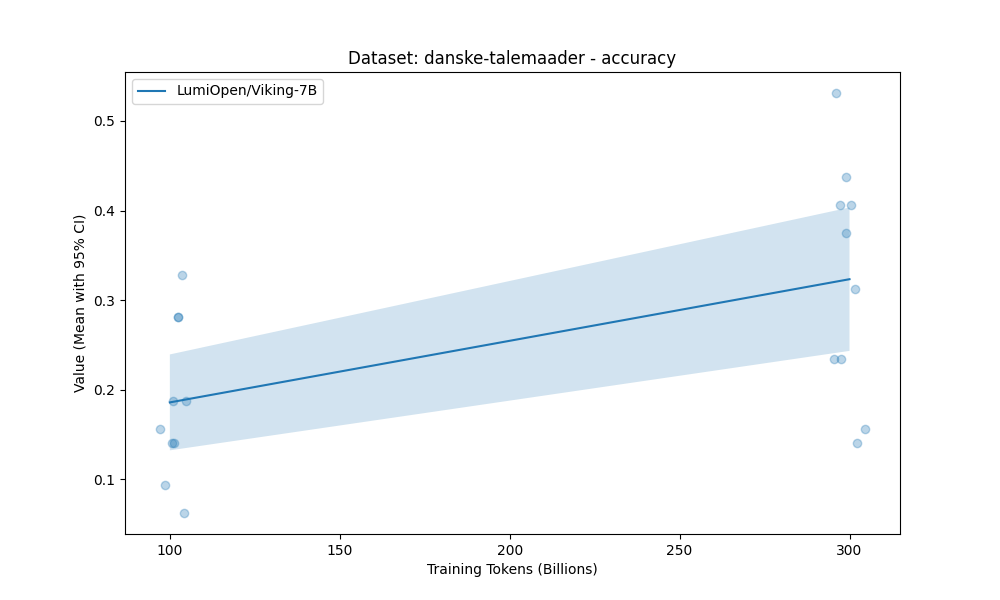 Dataset: danske-talemaader - accuracy
LumiOpen/Viking-7B
Value (Mean with 95% CI)
0.5
0.4
0.3
0.2
0.1
100
150
200
250
300
Training Tokens (Billions)